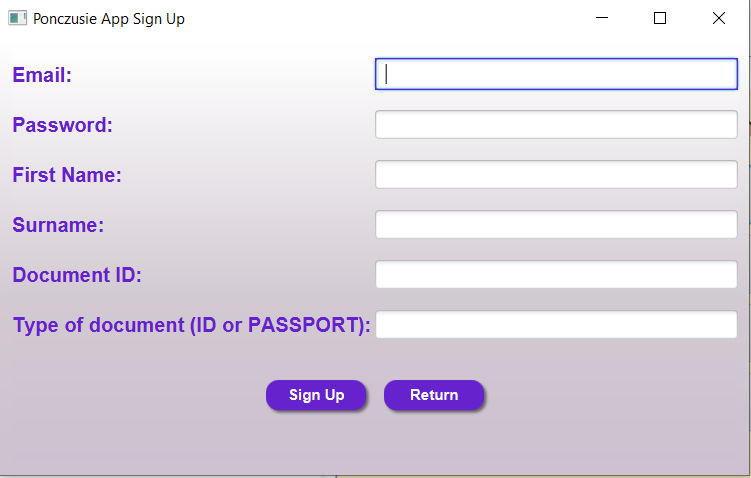 Ponczusie App Sign Up
Email:
Password:
First Name:
Surname:
Document ID:
Type of document (ID or PASSPORT):
Sign Up Return